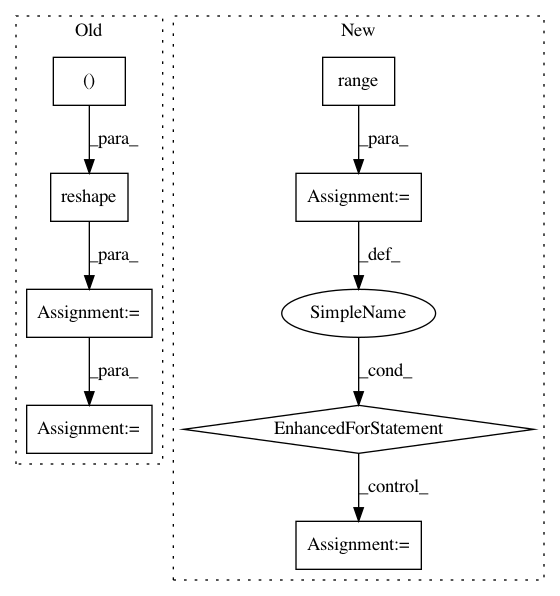 Old
()
_para_
reshape
_para_
Assignment:=
_para_
Assignment:=
New
range
_para_
Assignment:=
_def_
SimpleName
_cond_
EnhancedForStatement
_control_
Assignment:=